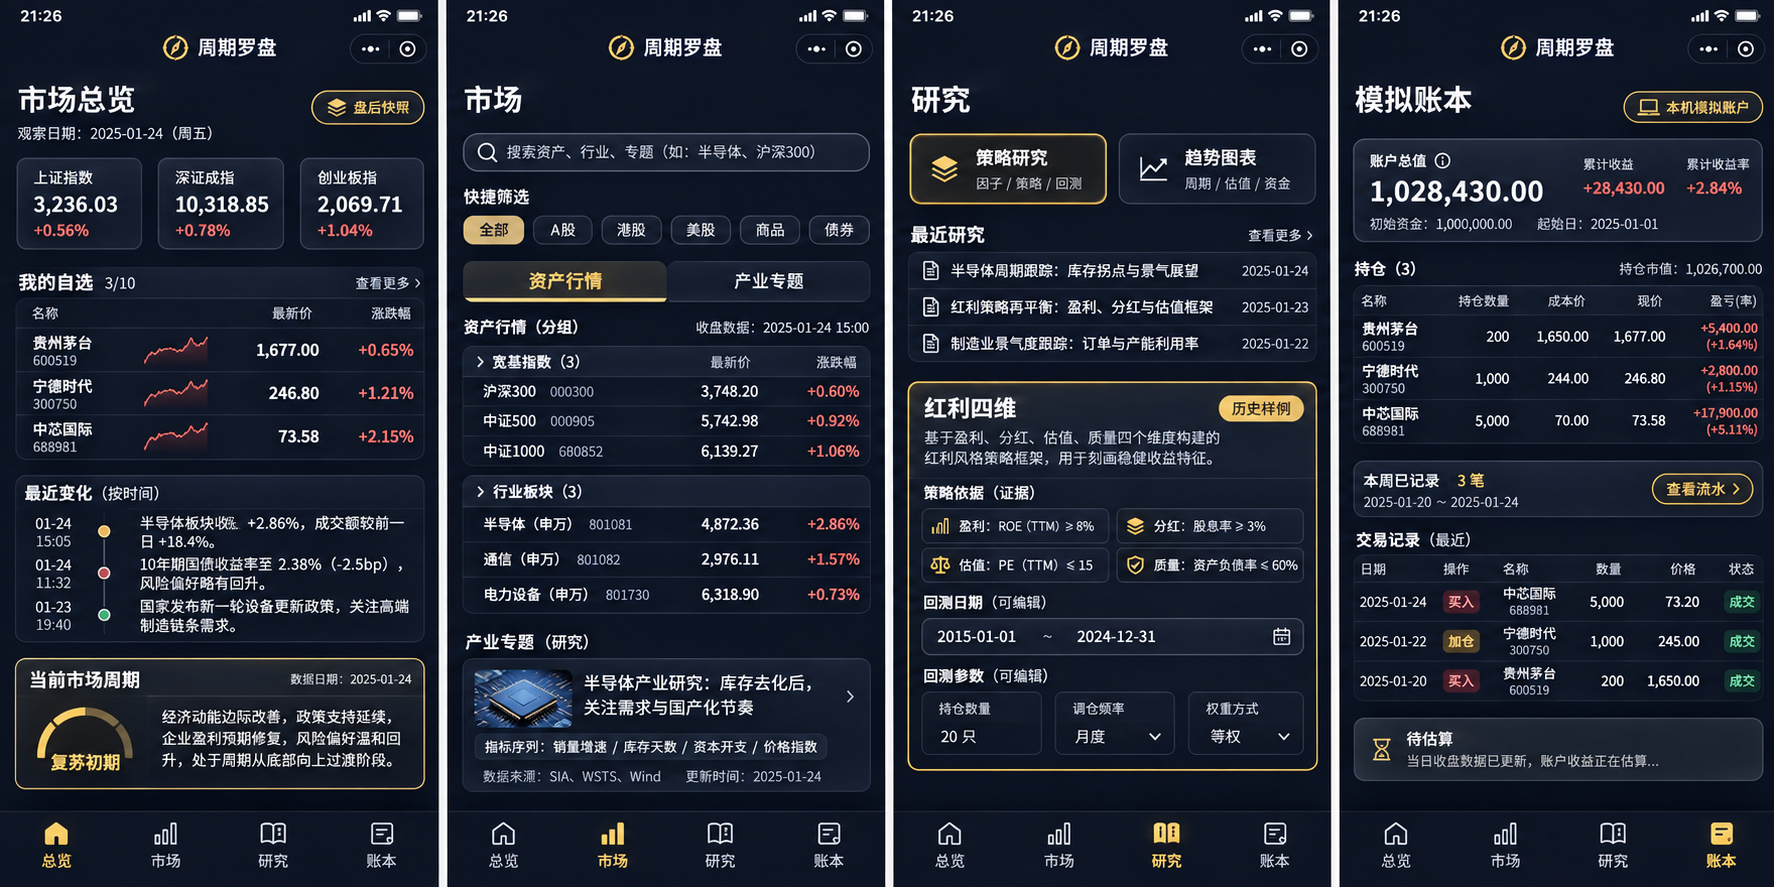 21:26
周期罗盘
市场总览
盘后快照
观察日期：2025-01-24（周五）
上证指数
3,236.03
+0.56%
深证成指
10,318.85
+0.78%
创业板指
2,069.71
+1.04%
我的自选 3/10
查看更多 >
名称 最新价 涨跌幅
贵州茅台
600519
1,677.00 +0.65%
宁德时代
300750
246.80 +1.21%
中芯国际
688981
73.58 +2.15%
最近变化（按时间）
01-24
15:05
半导体板块收 +2.86%，成交额较前一
日 +18.4%。
01-24
11:32
10年期国债收益率至 2.38%（-2.5bp），
风险偏好略有回升。
01-23
19:40
国家发布新一轮设备更新政策，关注高端
制造链条需求。
当前市场周期
数据日期：2025-01-24
复苏初期
经济动能边际改善，政策支持延续，
企业盈利预期修复，风险偏好温和回
升，处于周期从底部向上过渡阶段。
总览 市场 研究 账本
21:26
周期罗盘
市场
搜索资产、行业、专题（如：半导体、沪深300）
快捷筛选
全部 A股 港股 美股 商品 债券
资产行情 产业专题
资产行情（分组）
收盘数据：2025-01-24 15:00
宽基指数（3） 最新价 涨跌幅
沪深300 000300 3,748.20 +0.60%
中证500 000905 5,742.98 +0.92%
中证1000 680852 6,139.27 +1.06%
行业板块（3） 最新价 涨跌幅
半导体（申万） 801081 4,872.36 +2.86%
通信（申万） 801082 2,976.11 +1.57%
电力设备（申万） 801730 6,318.90 +0.73%
产业专题（研究）
半导体产业研究：库存去化后，
关注需求与国产化节奏
指标序列：销量增速 / 库存天数 / 资本开支 / 价格指数
数据来源：SIA、WSTS、Wind 更新时间：2025-01-24
总览 市场 研究 账本
21:26
周期罗盘
研究
策略研究
因子 / 策略 / 回测
趋势图表
周期 / 估值 / 资金
最近研究
查看更多 >
半导体周期跟踪：库存拐点与景气展望 2025-01-24
红利策略再平衡：盈利、分红与估值框架 2025-01-23
制造业景气度跟踪：订单与产能利用率 2025-01-22
红利四维
历史样例
基于盈利、分红、估值、质量四个维度构建的
红利风格策略框架，用于刻画稳健收益特征。
策略依据（证据）
盈利：ROE（TTM）≥ 8%
分红：股息率 ≥ 3%
估值：PE（TTM）≤ 15
质量：资产负债率 ≤ 60%
回测日期（可编辑）
2015-01-01 ~ 2024-12-31
回测参数（可编辑）
持仓数量
20 只
调仓频率
月度
权重方式
等权
总览 市场 研究 账本
21:26
周期罗盘
模拟账本
本机模拟账户
账户总值
1,028,430.00
累计收益
+28,430.00
累计收益率
+2.84%
初始资金：1,000,000.00 起始日：2025-01-01
持仓（3）
持仓市值：1,026,700.00
名称 持仓数量 成本价 现价 盈亏(率)
贵州茅台
600519
200 1,650.00 1,677.00
+5,400.00
(+1.64%)
宁德时代
300750
1,000 244.00 246.80
+2,800.00
(+1.15%)
中芯国际
688981
5,000 70.00 73.58
+17,900.00
(+5.11%)
本周已记录 3 笔
2025-01-20 ~ 2025-01-24
查看流水 >
交易记录（最近）
日期 操作 名称 数量 价格 状态
2025-01-24 买入
中芯国际
688981
5,000 73.20 成交
2025-01-22 加仓
宁德时代
300750
1,000 245.00 成交
2025-01-20 买入
贵州茅台
600519
200 1,650.00 成交
待估算
当日收盘数据已更新，账户收益正在估算...
总览 市场 研究 账本